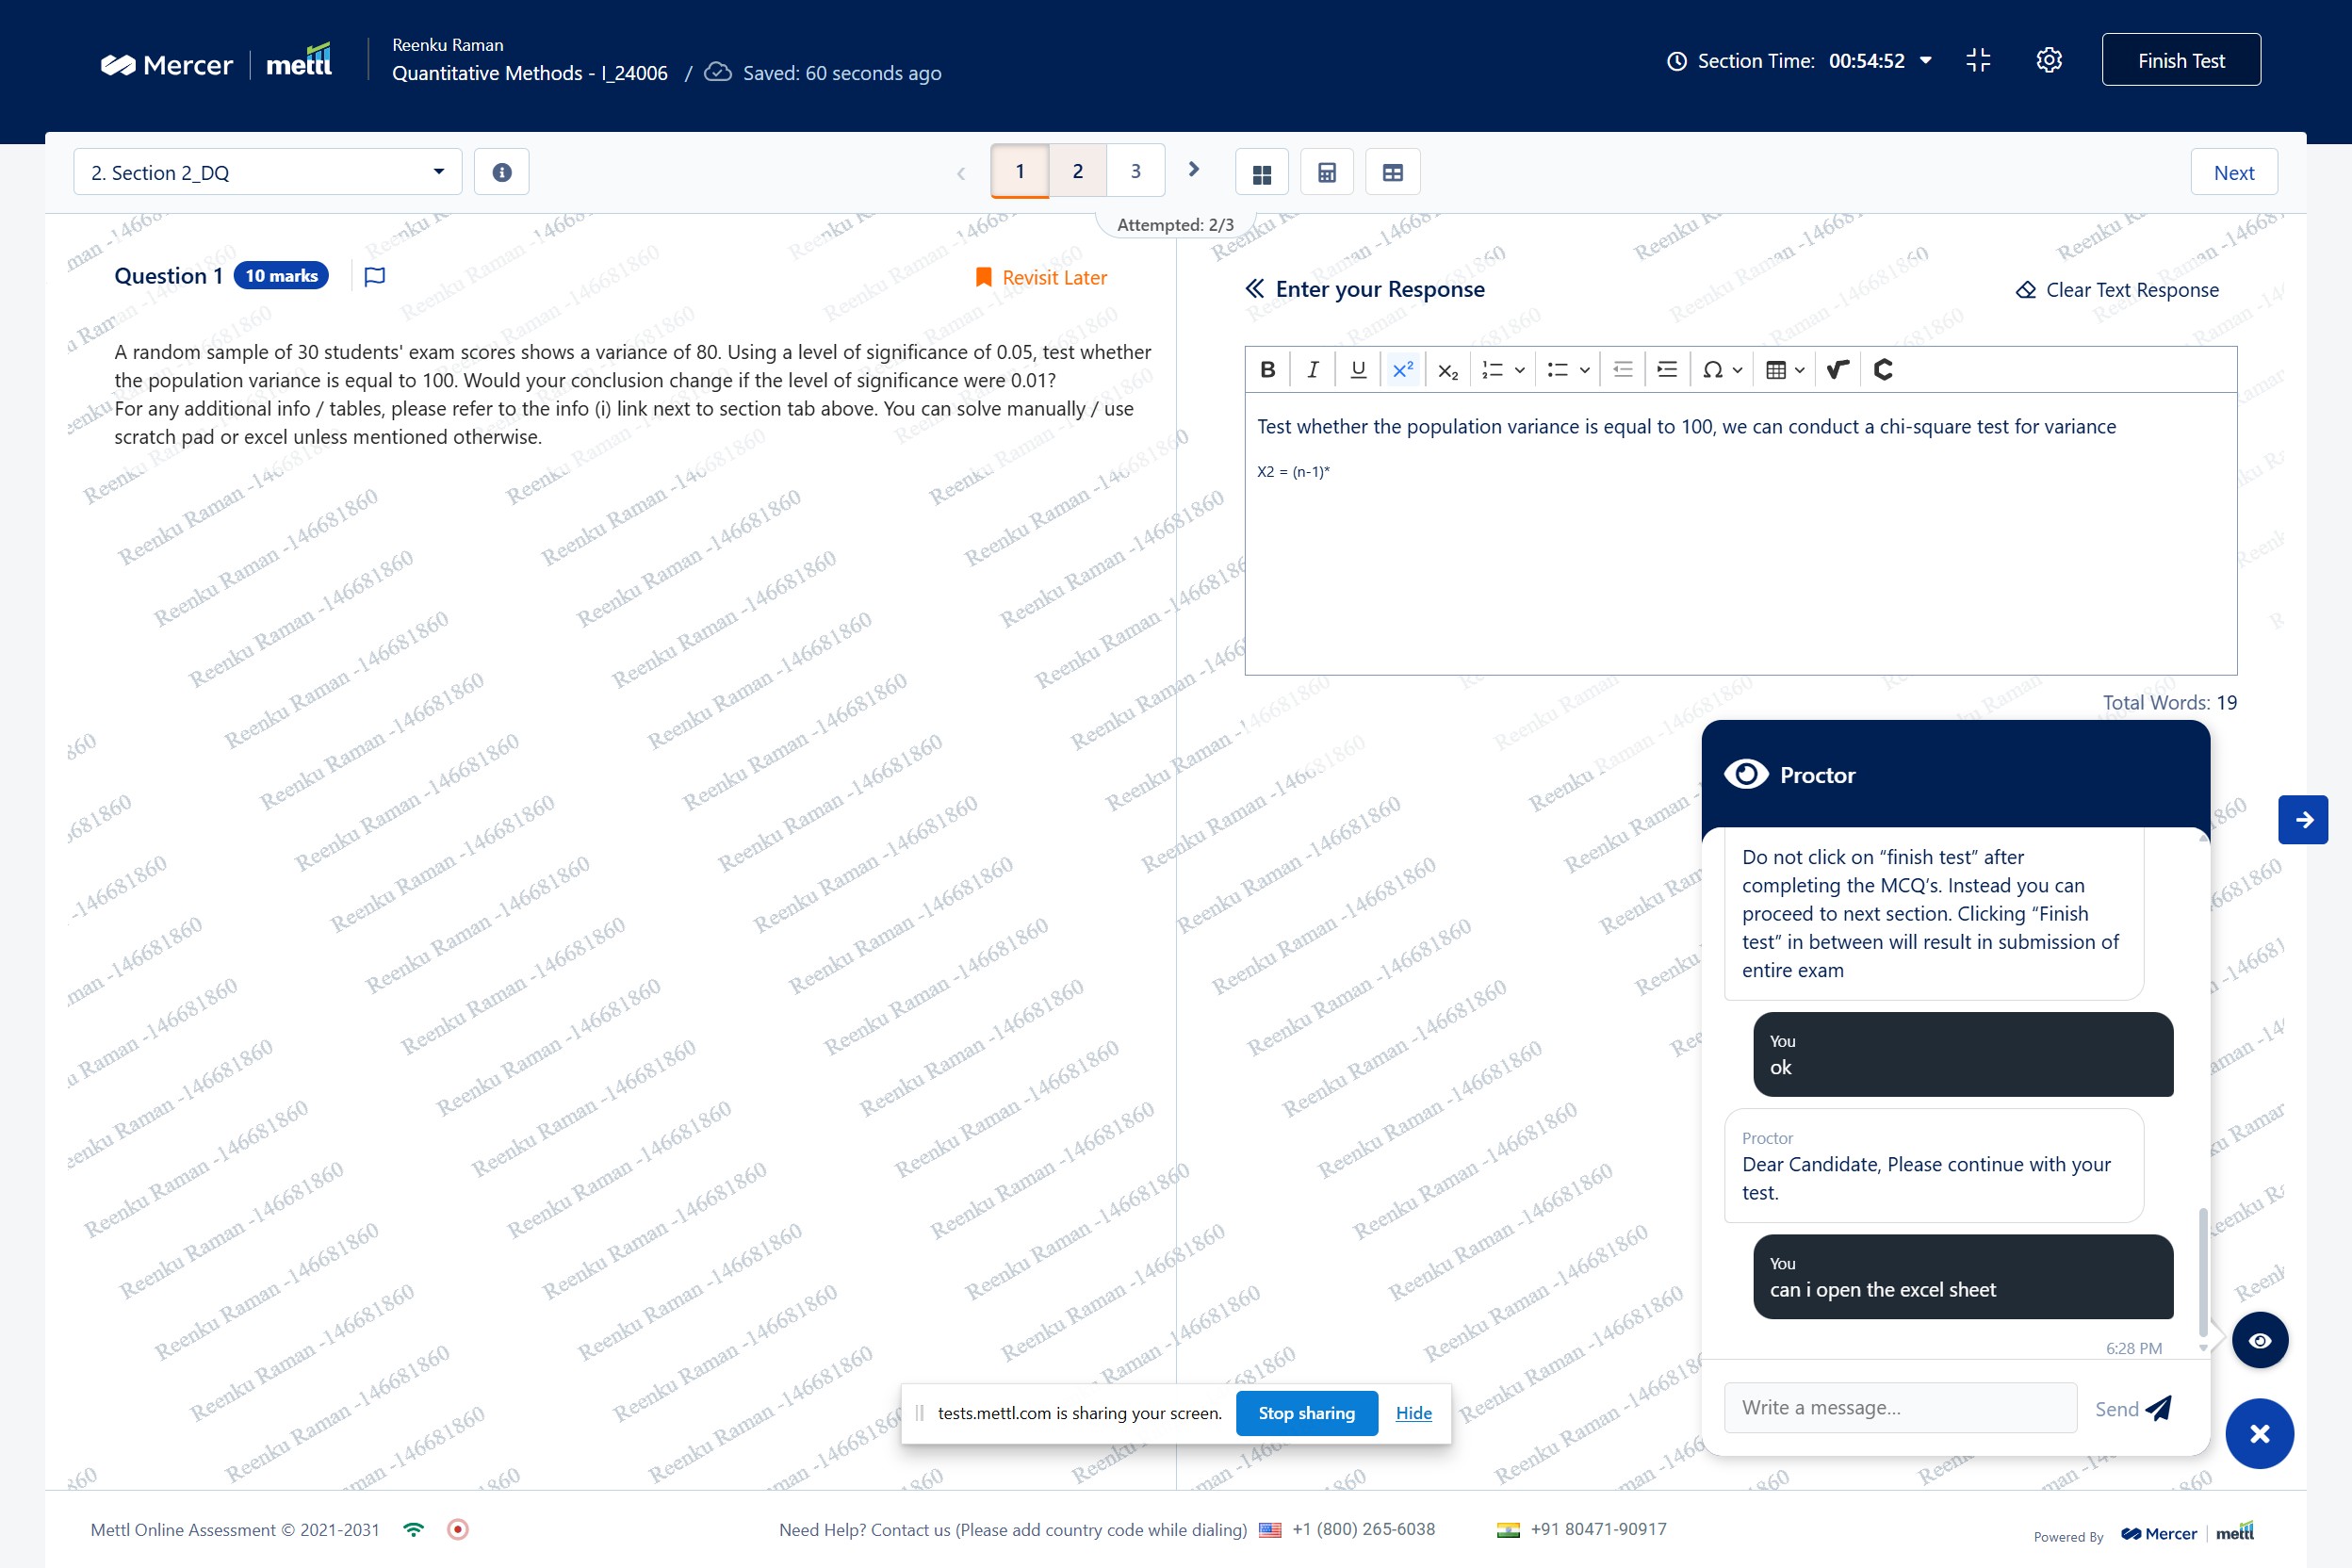 Mercer mettl
Reenku Raman
Quantitative Methods - I_24006 / Saved: 60 seconds ago
Section Time: 00:54:52
Finish Test
2. Section 2_DQ
1 2 3
Next
Attempted: 2/3
Question 1 10 marks
Revisit Later
A random sample of 30 students' exam scores shows a variance of 80. Using a level of significance of 0.05, test whether
the population variance is equal to 100. Would your conclusion change if the level of significance were 0.01?
For any additional info / tables, please refer to the info (i) link next to section tab above. You can solve manually / use
scratch pad or excel unless mentioned otherwise.
Enter your Response
Clear Text Response
B I U x² x₂ Ω
Test whether the population variance is equal to 100, we can conduct a chi-square test for variance
X2 = (n-1)*
Total Words: 19
Reenku Raman -146681860
Proctor
Do not click on “finish test” after
completing the MCQ’s. Instead you can
proceed to next section. Clicking “Finish
test” in between will result in submission of
entire exam
You
ok
Proctor
Dear Candidate, Please continue with your
test.
You
can i open the excel sheet
6:28 PM
Write a message...
Send
tests.mettl.com is sharing your screen.
Stop sharing
Hide
Mettl Online Assessment © 2021-2031
Need Help? Contact us (Please add country code while dialing) +1 (800) 265-6038 +91 80471-90917
Powered By Mercer mettl